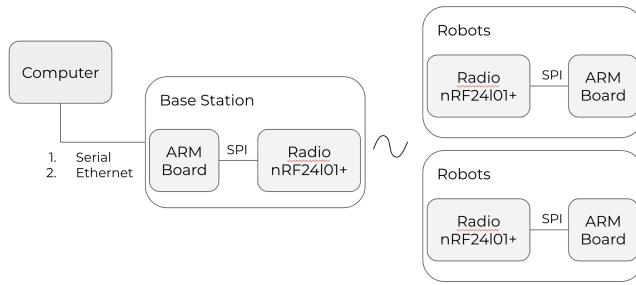 Computer
1. Serial
2. Ethernet
Base Station
ARM
Board
SPI
Radio
nRF24l01+
Robots
Radio
nRF24l01+
SPI
ARM
Board
Robots
Radio
nRF24l01+
SPI
ARM
Board